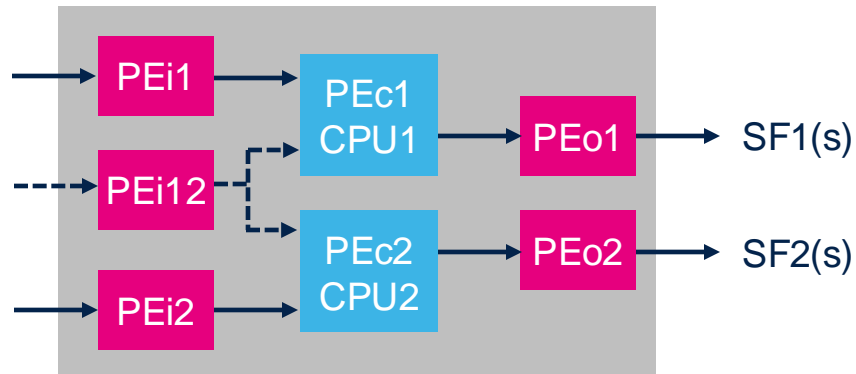 PEi1
PEc1
CPU1
PEo1
SF1(s)
PEi12
PEc2
CPU2
PEo2
SF2(s)
PEi2